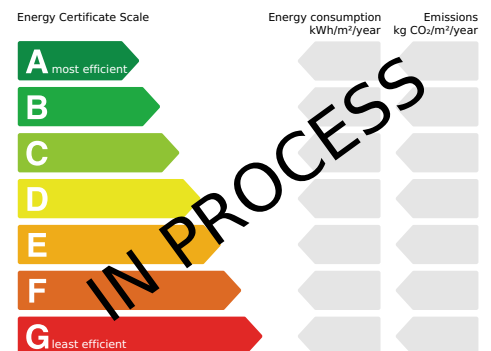 Energy Certificate Scale
Energy consumption
kWh/m²/year
Emissions
kg CO₂/m²/year
A most efficient
B
C
D
E
F
G least efficient
IN PROCESS